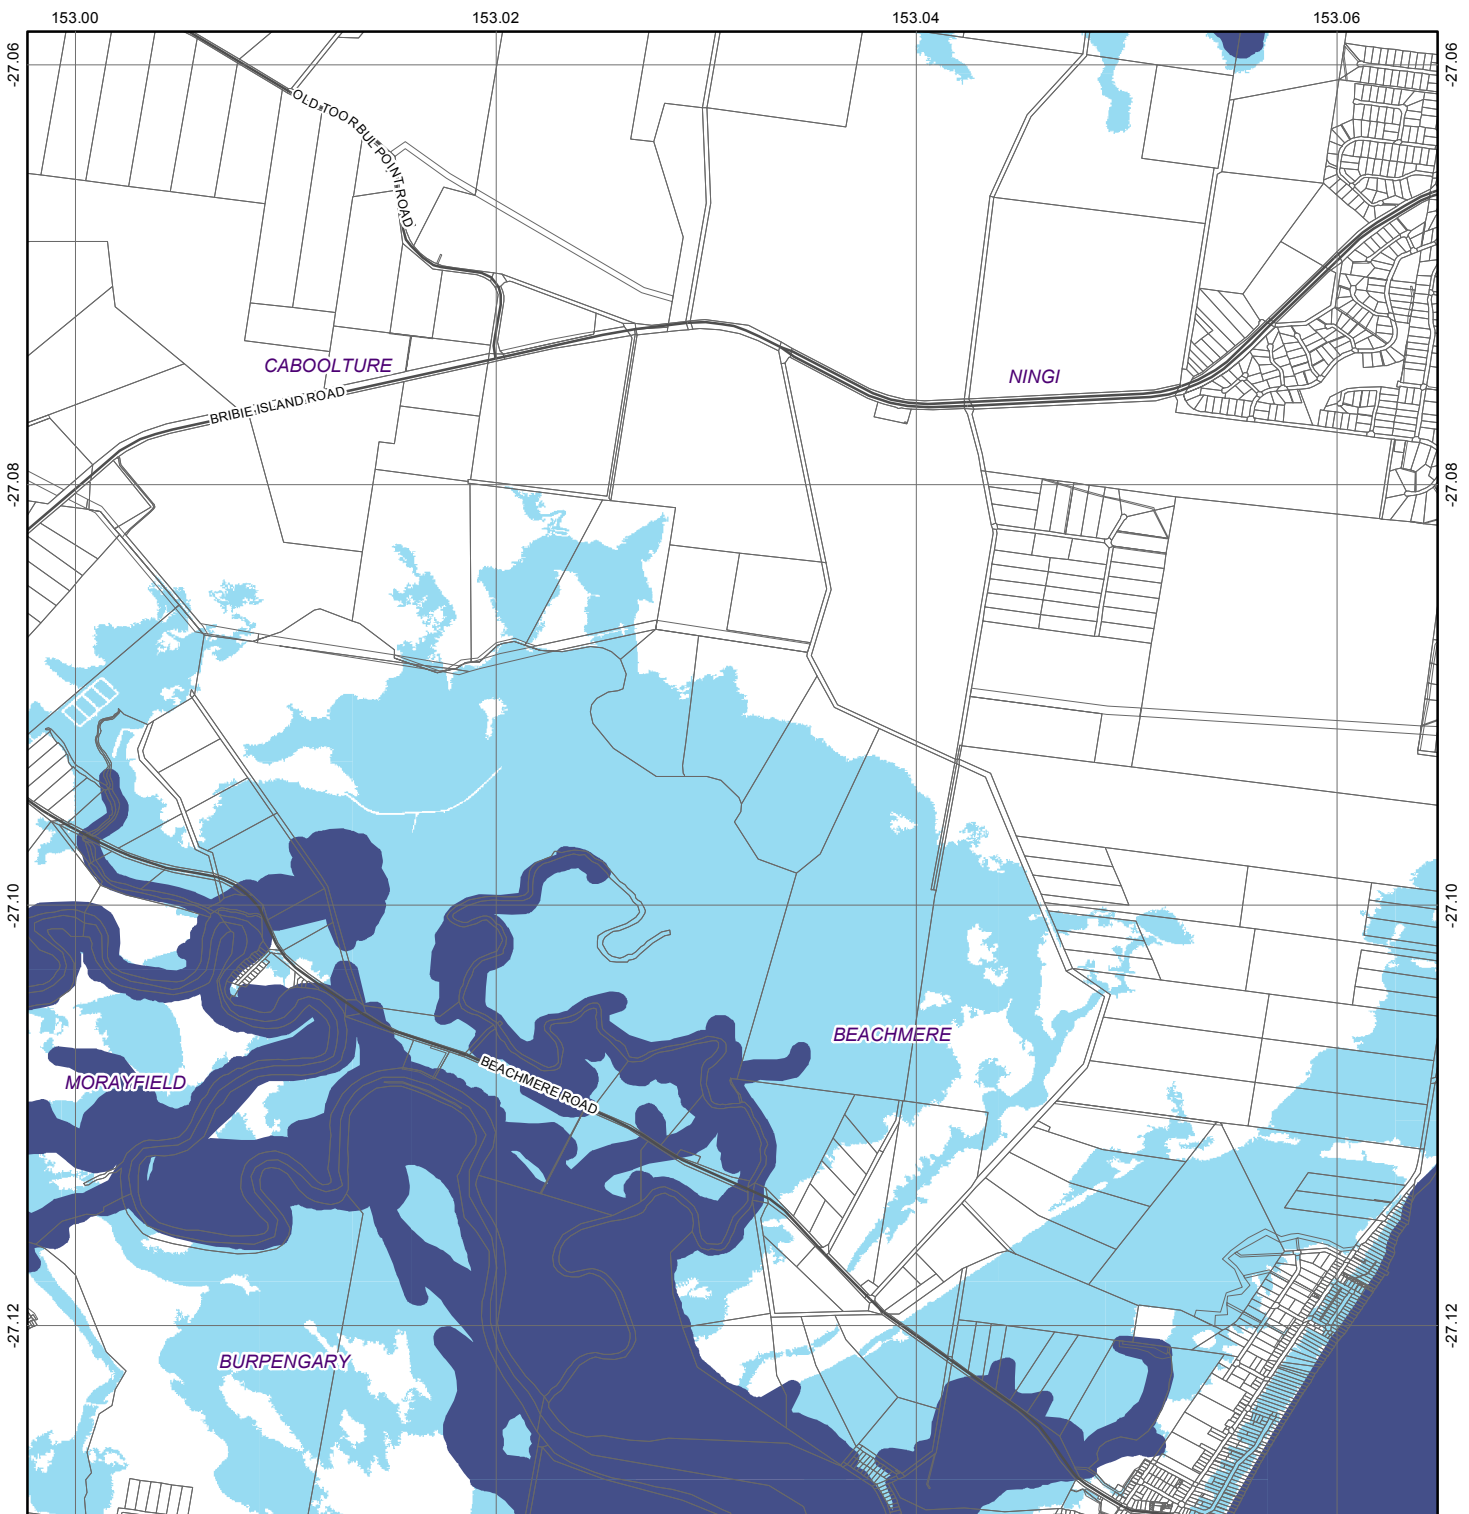 153.00 153.02 153.04 153.06
-27.06 -27.06
OLD TOORBUL POINT ROAD
CABOOLTURE
NINGI
BRIBIE ISLAND ROAD
-27.08 -27.08
-27.10 -27.10
BEACHMERE
BEACHMERE ROAD
MORAYFIELD
-27.12 -27.12
BURPENGARY